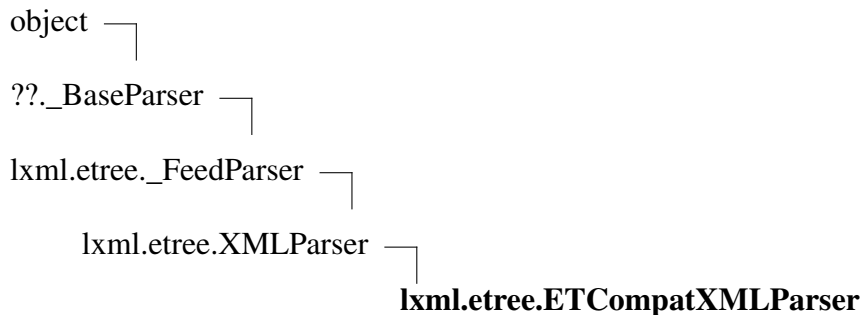 object
??._BaseParser
lxml.etree._FeedParser
lxml.etree.XMLParser
lxml.etree.ETCompatXMLParser